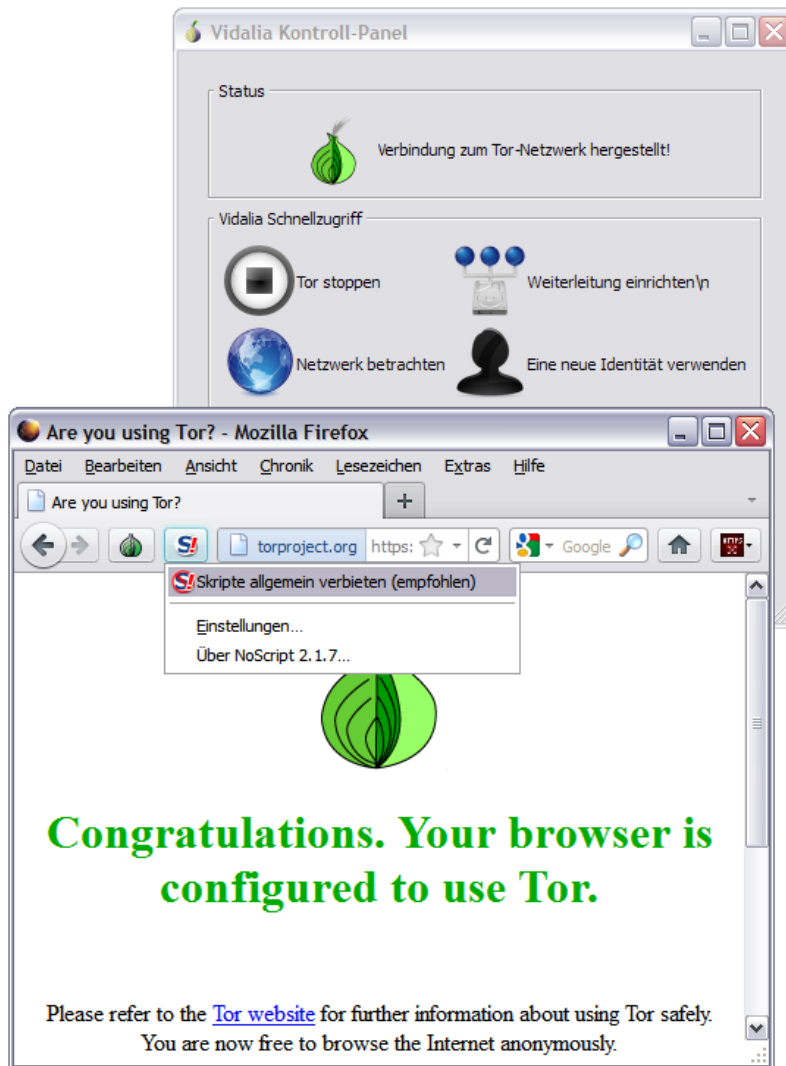 Vidalia Kontroll-Panel
Status
Verbindung zum Tor-Netzwerk hergestellt!
Vidalia Schnellzugriff
Tor stoppen
Weiterleitung einrichten\n
Netzwerk betrachten
Eine neue Identität verwenden
Are you using Tor? - Mozilla Firefox
Datei Bearbeiten Ansicht Chronik Lesezeichen Extras Hilfe
Are you using Tor?
torproject.org https: Google
Skripte allgemein verbieten (empfohlen)
Einstellungen...
Über NoScript 2.1.7...
Congratulations. Your browser is
configured to use Tor.
Please refer to the Tor website for further information about using Tor safely.
You are now free to browse the Internet anonymously.